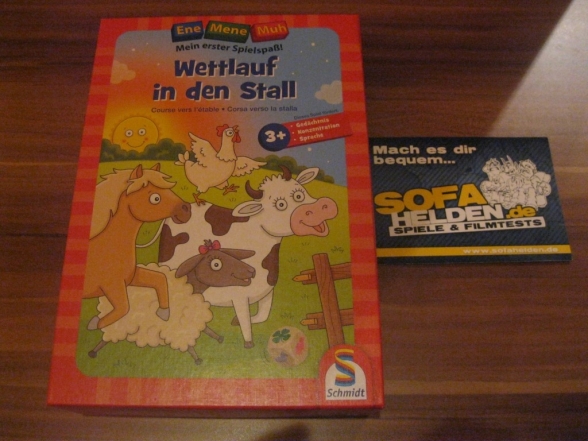 Ene Mene Muh
Mein erster Spielspaß!
Wettlauf
in den Stall
Course vers l'étable • Corsa verso la stalla
3+
• Gedächtnis
• Konzentration
• Sprache
S
Schmidt
Mach es dir
bequem...
SOFA
HELDEN.de
SPIELE & FILMTESTS
www.sofahelden.de